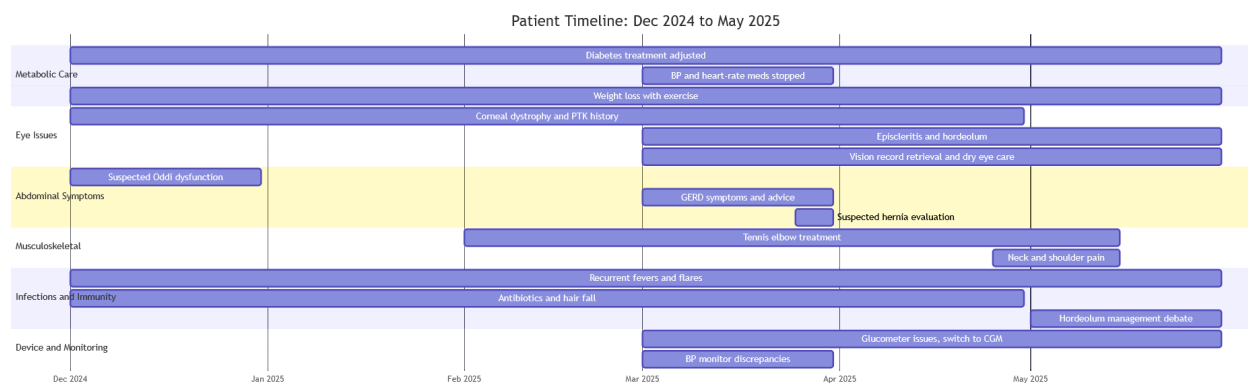 Patient Timeline: Dec 2024 to May 2025
Diabetes treatment adjusted
Metabolic Care
BP and heart-rate meds stopped
Weight loss with exercise
Corneal dystrophy and PTK history
Eye Issues
Episcleritis and hordeolum
Vision record retrieval and dry eye care
Suspected Oddi dysfunction
Abdominal Symptoms
GERD symptoms and advice
Suspected hernia evaluation
Tennis elbow treatment
Musculoskeletal
Neck and shoulder pain
Recurrent fevers and flares
Infections and Immunity
Antibiotics and hair fall
Hordeolum management debate
Glucometer issues, switch to CGM
Device and Monitoring
BP monitor discrepancies
Dec 2024 Jan 2025 Feb 2025 Mar 2025 Apr 2025 May 2025